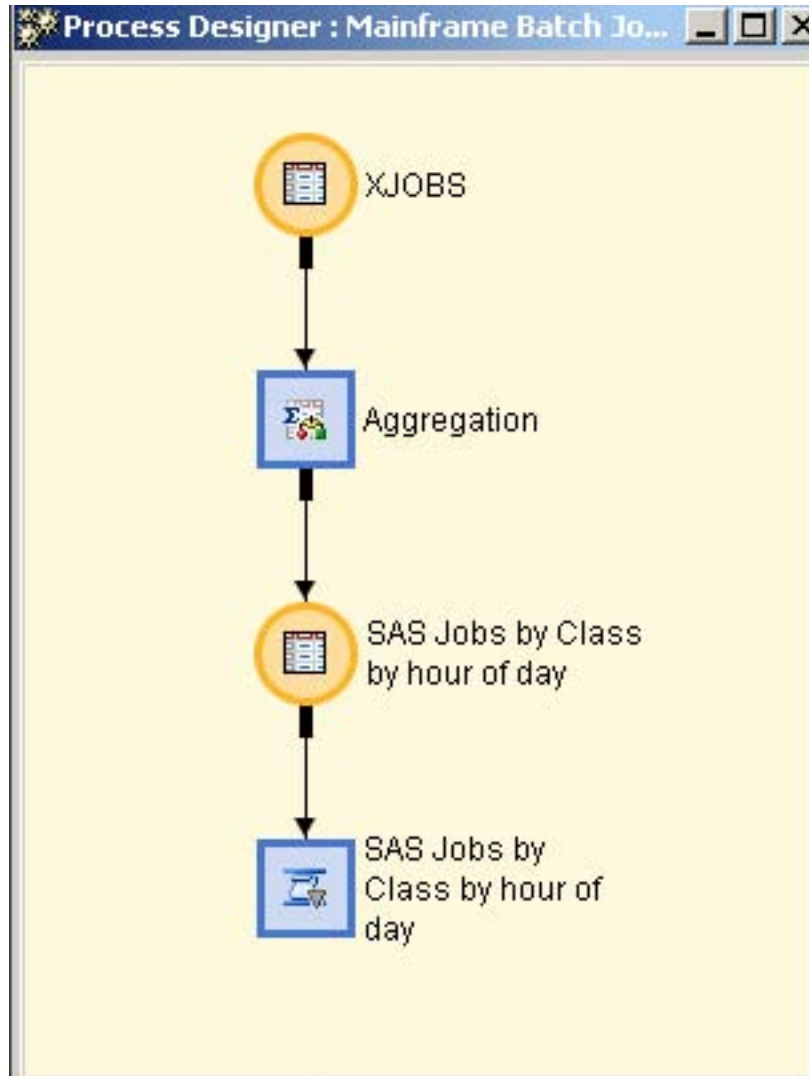 Process Designer : Mainframe Batch Jo...
XJOBS
Aggregation
SAS Jobs by Class
by hour of day
SAS Jobs by
Class by hour of
day